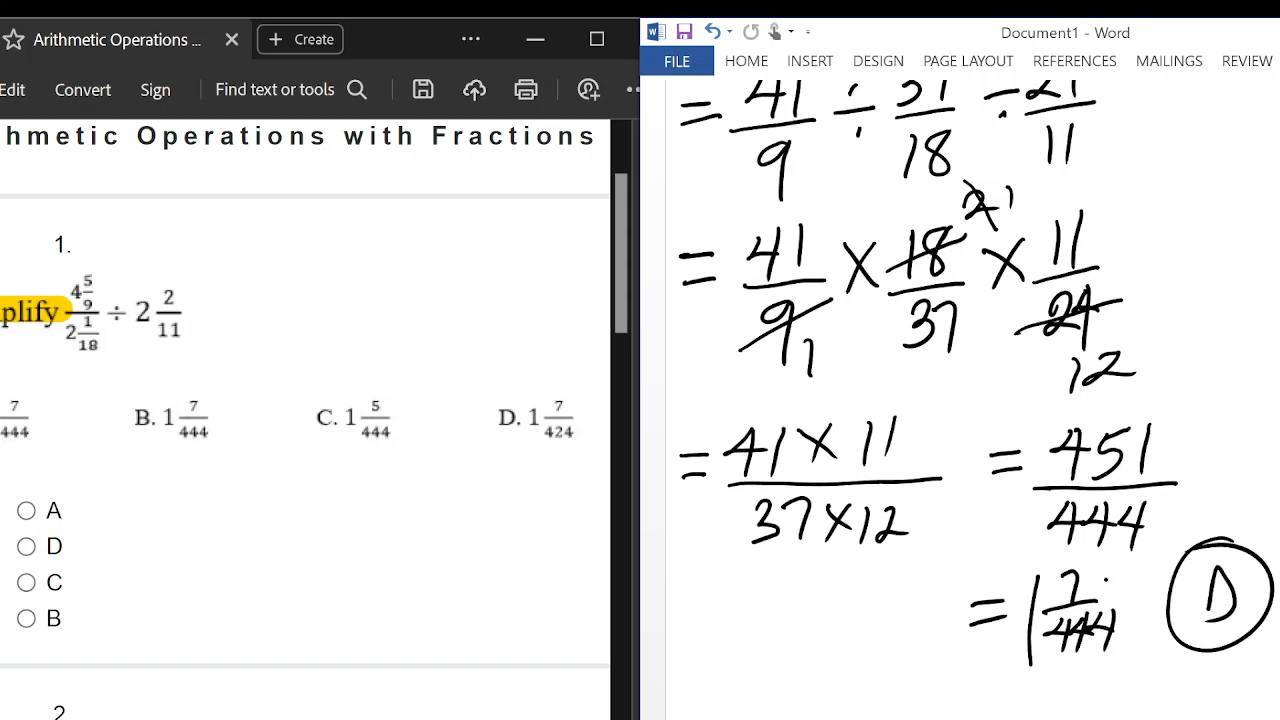 Arithmetic Operations ...
Create
Edit Convert Sign Find text or tools
hmetic Operations with Fractions
1.
plify 4 5/9 / 2 1/18 ÷ 2 2/11
7/444 B. 1 7/444 C. 1 5/444 D. 1 7/424
A
D
C
B
2
Document1 - Word
FILE HOME INSERT DESIGN PAGE LAYOUT REFERENCES MAILINGS REVIEW
= 41/9 ÷ 37/18 ÷ 21/11
2 1
= 41/9 × 18/37 × 11/24
1 12
= 41 × 11 / 37 × 12 = 451/444
= 1 7/444 D